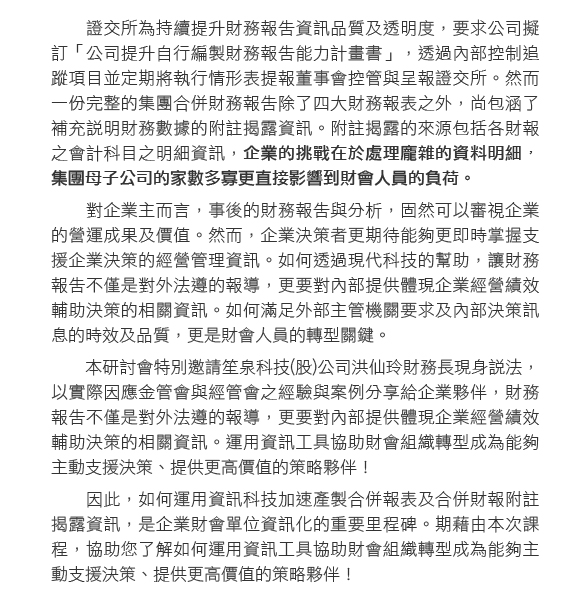 證交所為持續提升財務報告資訊品質及透明度，要求公司擬
訂「公司提升自行編製財務報告能力計畫書」，透過內部控制追
蹤項目並定期將執行情形表提報董事會控管與呈報證交所。然而
一份完整的集團合併財務報告除了四大財務報表之外，尚包涵了
補充說明財務數據的附註揭露資訊。附註揭露的來源包括各財報
之會計科目之明細資訊，企業的挑戰在於處理龐雜的資料明細，
集團母子公司的家數多寡更直接影響到財會人員的負荷。
對企業主而言，事後的財務報告與分析，固然可以審視企業
的營運成果及價值。然而，企業決策者更期待能夠更即時掌握支
援企業決策的經營管理資訊。如何透過現代科技的幫助，讓財務
報告不僅是對外法遵的報導，更要對內部提供體現企業經營績效
輔助決策的相關資訊。如何滿足外部主管機關要求及內部決策訊
息的時效及品質，更是財會人員的轉型關鍵。
本研討會特別邀請笙泉科技(股)公司洪仙玲財務長現身說法，
以實際因應金管會與經管會之經驗與案例分享給企業夥伴，財務
報告不僅是對外法遵的報導，更要對內部提供體現企業經營績效
輔助決策的相關資訊。運用資訊工具協助財會組織轉型成為能夠
主動支援決策、提供更高價值的策略夥伴！
因此，如何運用資訊科技加速產製合併報表及合併財報附註
揭露資訊，是企業財會單位資訊化的重要里程碑。期藉由本次課
程，協助您了解如何運用資訊工具協助財會組織轉型成為能夠主
動支援決策、提供更高價值的策略夥伴！